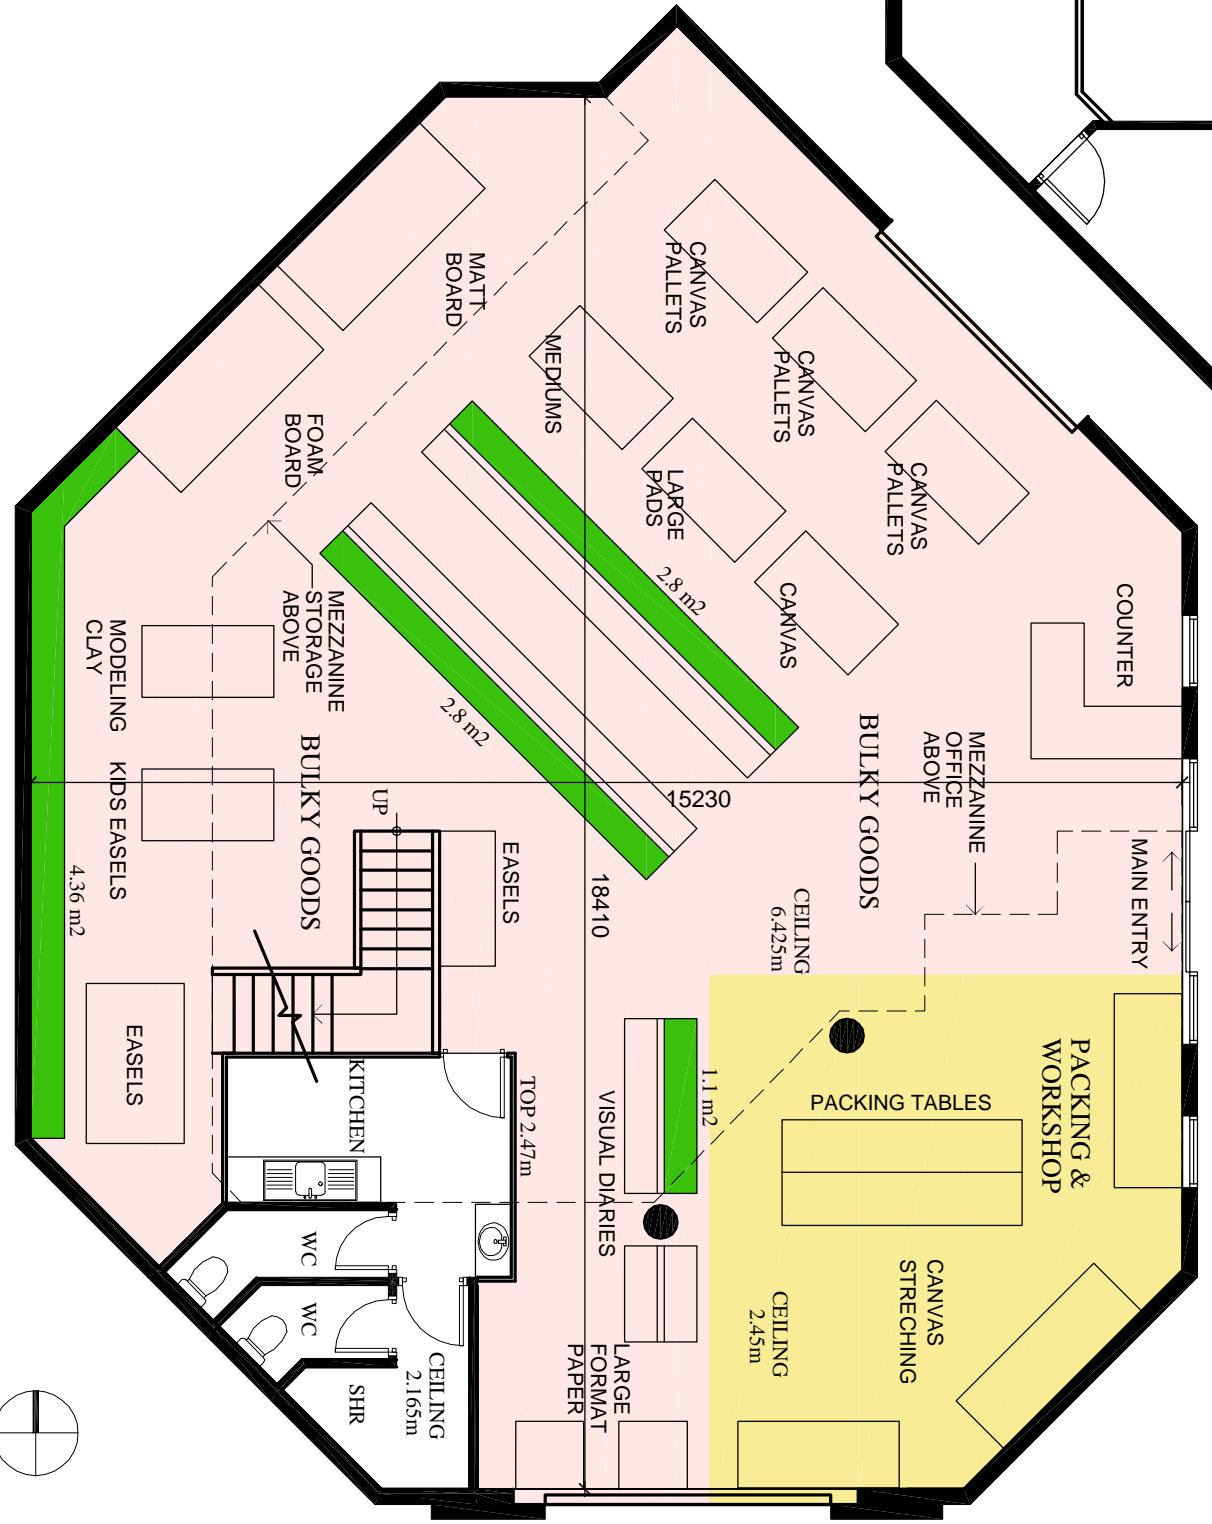 MATT
BOARD
CANVAS
PALLETS
CANVAS
PALLETS
CANVAS
PALLETS
MEDIUMS
LARGE
PADS
CANVAS
FOAM
BOARD
2.8 m2
2.8 m2
COUNTER
MEZZANINE
STORAGE
ABOVE
MODELING
CLAY
KIDS EASELS
BULKY GOODS
BULKY GOODS
MEZZANINE
OFFICE
ABOVE
MAIN ENTRY
15230
18410
UP
EASELS
4.36 m2
CEILING
6.425m
EASELS
KITCHEN
TOP 2.47m
VISUAL DIARIES
1.1 m2
PACKING TABLES
PACKING &
WORKSHOP
WC
WC
SHR
CEILING
2.165m
LARGE
FORMAT
PAPER
CEILING
2.45m
CANVAS
STRECHING